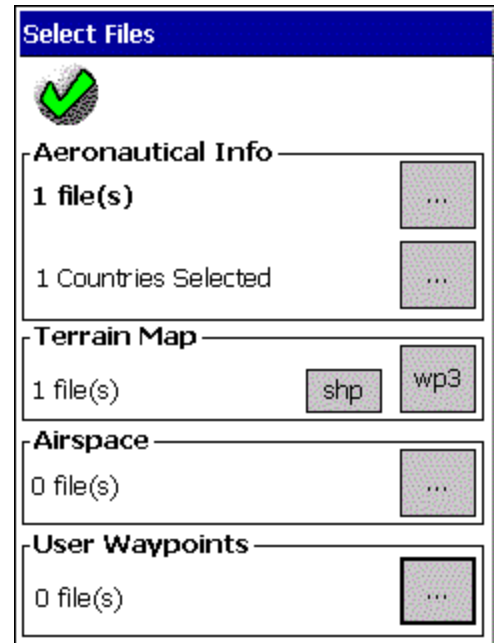 Select Files
Aeronautical Info
1 file(s) ...
1 Countries Selected ...
Terrain Map
1 file(s) shp wp3
Airspace
0 file(s) ...
User Waypoints
0 file(s) ...